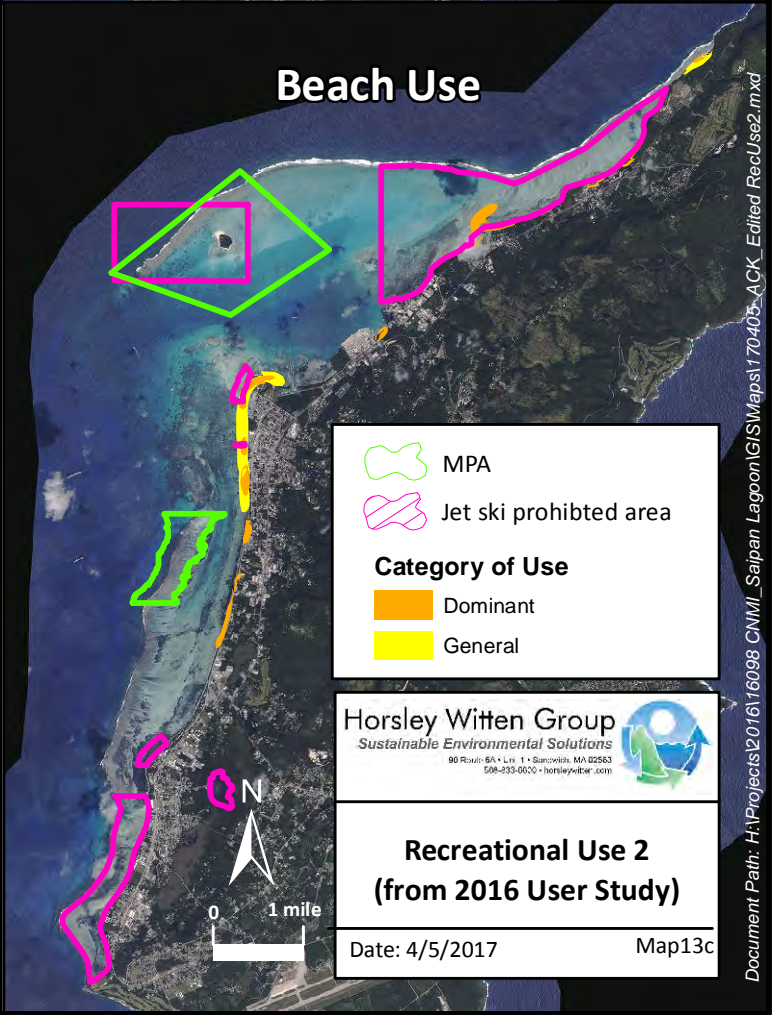 Beach Use
MPA
Jet ski prohibted area
Category of Use
Dominant
General
Horsley Witten Group
Sustainable Environmental Solutions
90 Route 6A • Unit 1 • Sandwich, MA 02563
508-833-6600 • horsleywitten.com
N
0 1 mile
Recreational Use 2
(from 2016 User Study)
Date: 4/5/2017 Map13c
Document Path: H:\Projects\2016\16098 CNMI_Saipan Lagoon\GIS\Maps\170405_ACK_Edited RecUse2.mxd